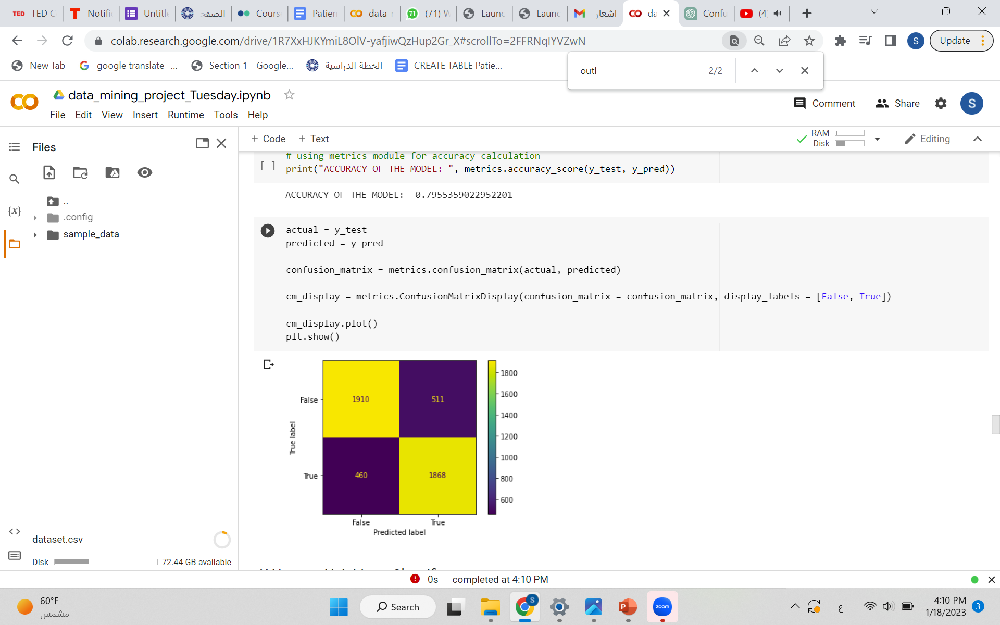 TED C
Notifi
Untitle
الصفح
Cours
Patien
data_r
71
(71) W
Launc
Launc
اشعار
da
Confu
(4)
colab.research.google.com/drive/1R7XxHJKYmiL8OlV-yafjiwQzHup2Gr_X#scrollTo=2FFRNqIYVZwN
S
Update
New Tab
google translate -...
Section 1 - Google...
الخطة الدراسية
CREATE TABLE Patie...
outl
2/2
data_mining_project_Tuesday.ipynb
Comment
Share
S
File Edit View Insert Runtime Tools Help
Files
+ Code + Text
RAM
Disk
Editing
..
.config
sample_data
{x}
# using metrics module for accuracy calculation
[ ] print("ACCURACY OF THE MODEL: ", metrics.accuracy_score(y_test, y_pred))
ACCURACY OF THE MODEL:  0.7955359022952201
actual = y_test
predicted = y_pred
confusion_matrix = metrics.confusion_matrix(actual, predicted)
cm_display = metrics.ConfusionMatrixDisplay(confusion_matrix = confusion_matrix, display_labels = [False, True])
cm_display.plot()
plt.show()
False
True
True label
1910
511
460
1868
False
True
Predicted label
1800
1600
1400
1200
1000
800
600
<>
dataset.csv
Disk
72.44 GB available
0s completed at 4:10 PM
60°F
مشمس
Search
S
P
zoom
ع
4:10 PM
1/18/2023
3